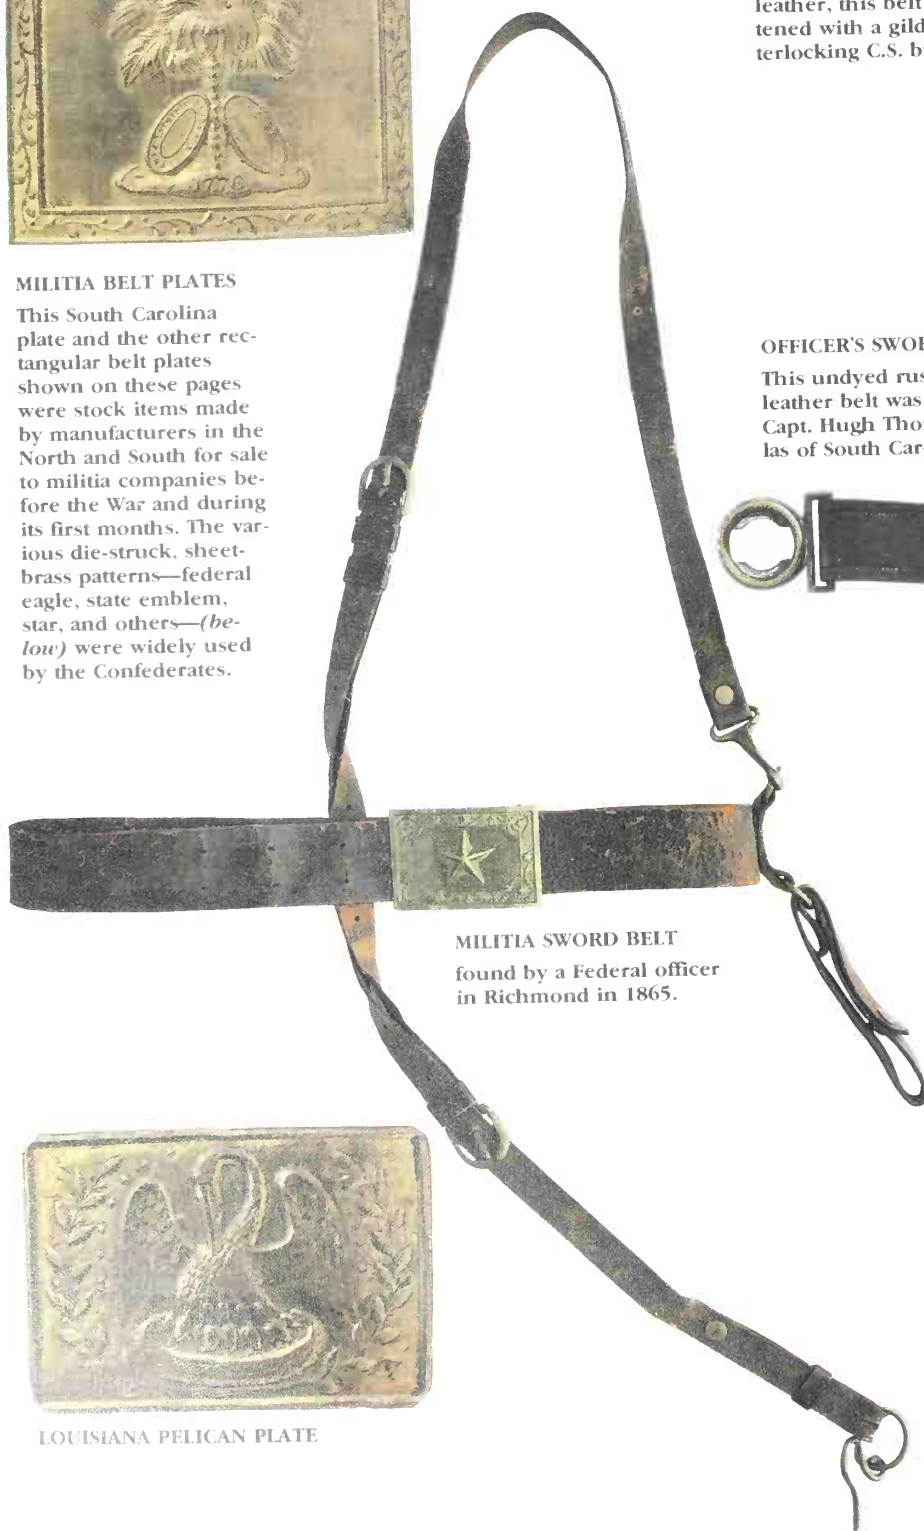 leather, this belt
tened with a gild
terlocking C.S. b
MILITIA BELT PLATES
This South Carolina
plate and the other rec-
tangular belt plates
shown on these pages
were stock items made
by manufacturers in the
North and South for sale
to militia companies be-
fore the War and during
its first months. The var-
ious die-struck, sheet-
brass patterns—federal
eagle, state emblem,
star, and others—(be-
low) were widely used
by the Confederates.
OFFICER'S SWO
This undyed rus
leather belt was
Capt. Hugh Tho
las of South Car
MILITIA SWORD BELT
found by a Federal officer
in Richmond in 1865.
LOUISIANA PELICAN PLATE